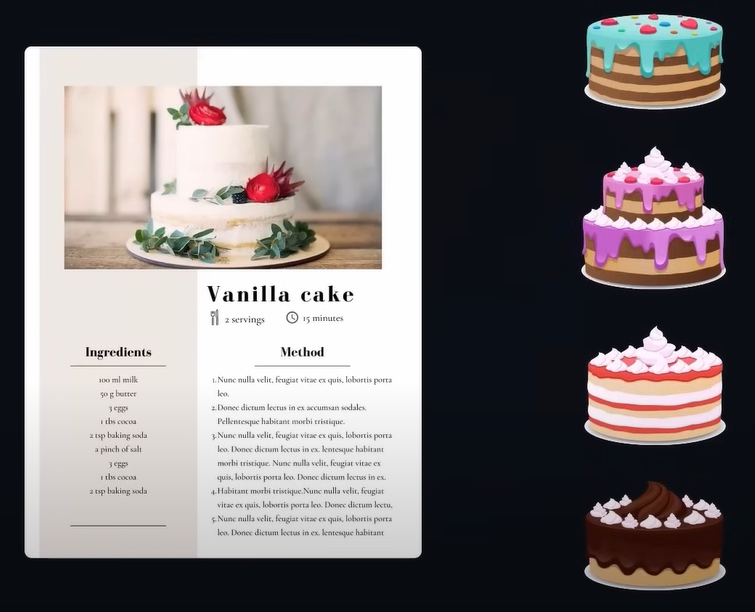 Vanilla cake
2 servings
15 minutes
Ingredients
100 ml milk
50 g butter
3 eggs
1 tbs cocoa
2 tsp baking soda
a pinch of salt
3 eggs
1 tbs cocoa
2 tsp baking soda
Method
1. Nunc nulla velit, feugiat vitae ex quis, lobortis porta
leo.
2. Donec dictum lectus in ex accumsan sodales.
Pellentesque habitant morbi tristique.
3. Nunc nulla velit, feugiat vitae ex quis, lobortis porta
leo. Donec dictum lectus in ex. lentesque habitant
morbi tristique. Nunc nulla velit, feugiat vitae ex
quis, lobortis porta leo. Donec dictum lectus in ex.
4. Habitant morbi tristique.Nunc nulla velit, feugiat
vitae ex quis, lobortis porta leo. Donec dictum lectu,
5. Nunc nulla velit, feugiat vitae ex quis, lobortis porta
leo. Donec dictum lectus in ex. lentesque habitant